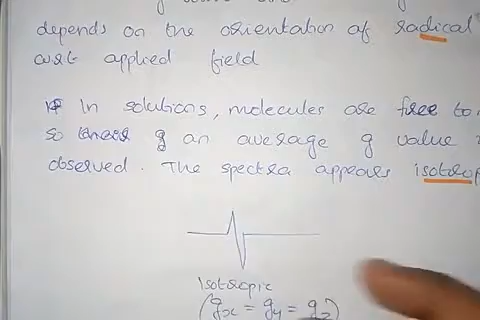 depends on the orientation of radical
w.r.t applied field
In solutions, molecules are free to
so g an average g value
observed. The spectra appears isotrop
Isotropic
(gx = gy = gz)